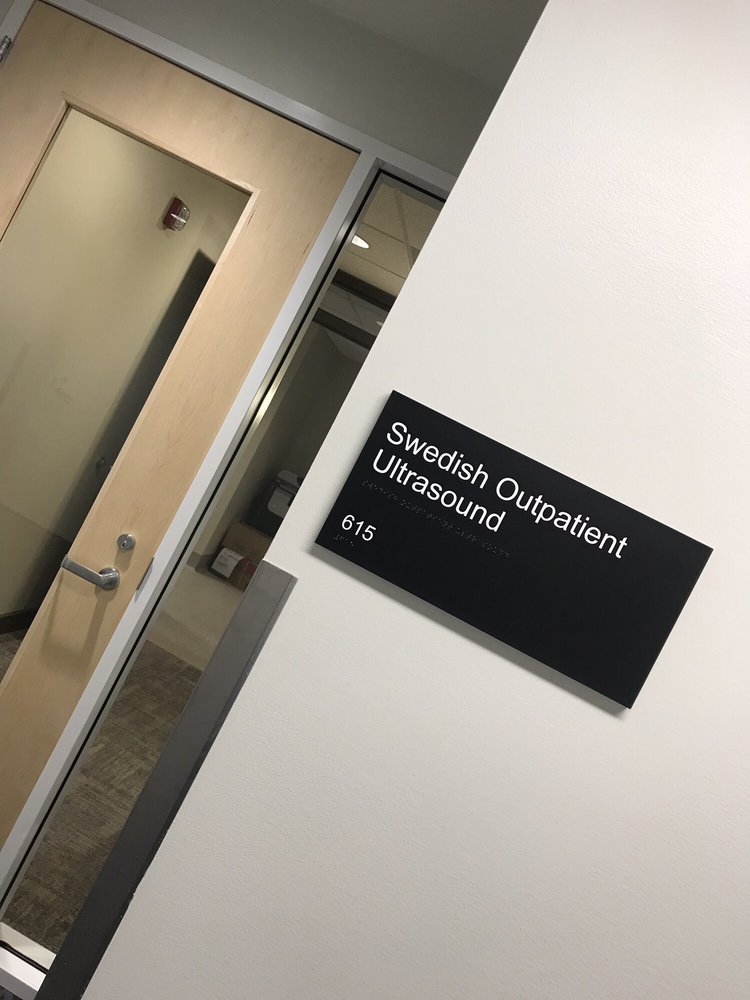 Swedish Outpatient
Ultrasound
615